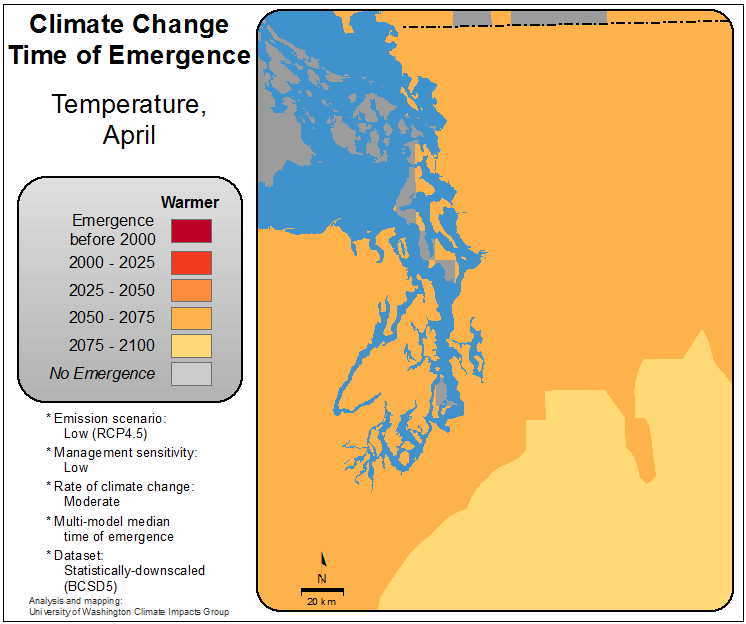 Climate Change
Time of Emergence
Temperature,
April
Warmer
Emergence
before 2000
2000 - 2025
2025 - 2050
2050 - 2075
2075 - 2100
No Emergence
* Emission scenario:
Low (RCP4.5)
* Management sensitivity:
Low
* Rate of climate change:
Moderate
* Multi-model median
time of emergence
* Dataset:
Statistically-downscaled
(BCSD5)
Analysis and mapping:
University of Washington Climate Impacts Group
N
20 km